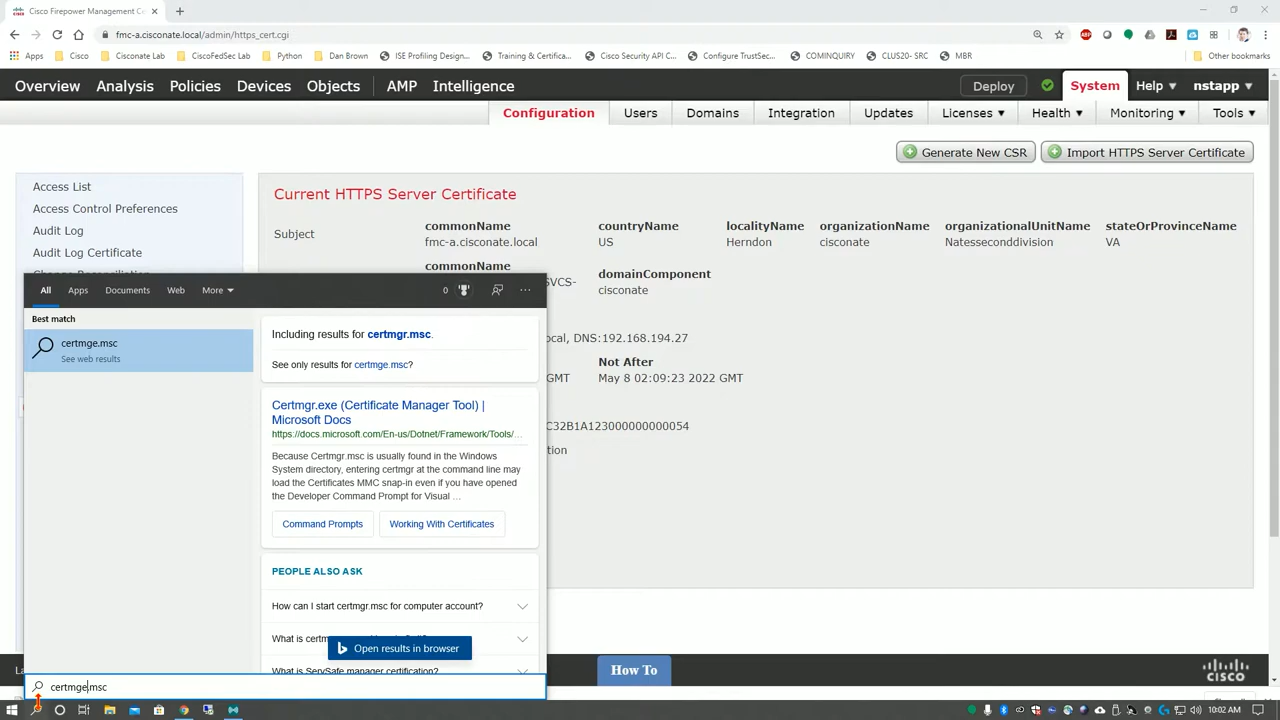 Cisco Firepower Management C
fmc-a.cisconate.local/admin/https_cert.cgi
Apps Cisco Cisconate Lab CiscoFedSec Lab Python Dan Brown ISE Profiling Design... Training & Certifica... Cisco Security API C... Configure TrustSec... COMINQUIRY CLUS20- SRC MBR Other bookmarks
Overview Analysis Policies Devices Objects AMP Intelligence Deploy System Help nstapp
Configuration Users Domains Integration Updates Licenses Health Monitoring Tools
Generate New CSR Import HTTPS Server Certificate
Access List
Access Control Preferences
Audit Log
Audit Log Certificate
Current HTTPS Server Certificate
commonName countryName localityName organizationName organizationalUnitName stateOrProvinceName
Subject
fmc-a.cisconate.local US Herndon cisconate Natesseconddivision VA
commonName
domainComponent
SVCS- cisconate
ocal, DNS:192.168.194.27
Not After
GMT May 8 02:09:23 2022 GMT
C32B1A123000000000054
tion
All Apps Documents Web More 0 ...
Best match
certmge.msc
See web results
Including results for certmgr.msc.
See only results for certmge.msc?
Certmgr.exe (Certificate Manager Tool) |
Microsoft Docs
https://docs.microsoft.com/En-us/Dotnet/Framework/Tools/...
Because Certmgr.msc is usually found in the Windows
System directory, entering certmgr at the command line may
load the Certificates MMC snap-in even if you have opened
the Developer Command Prompt for Visual ...
Command Prompts Working With Certificates
PEOPLE ALSO ASK
How can I start certmgr.msc for computer account?
What is certm
Open results in browser
What is ServSafe manager certification?
How To
cisco
certmge.msc
10:02 AM